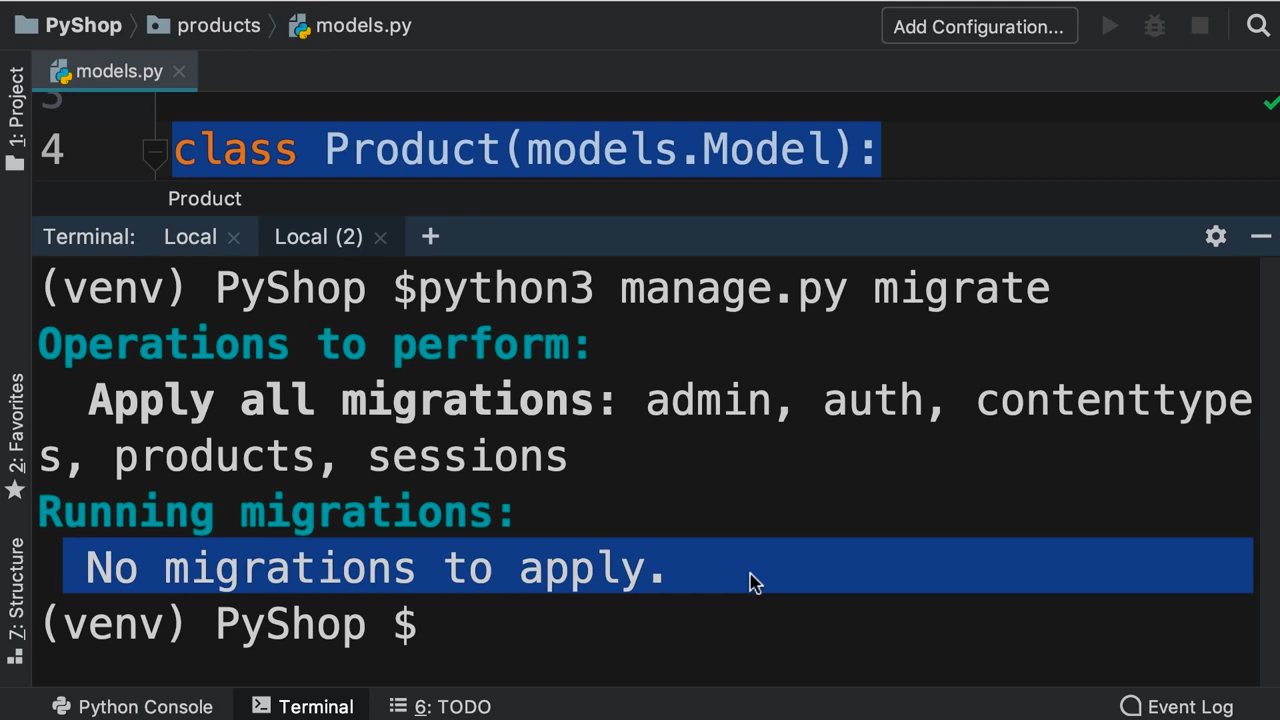 PyShop products models.py Add Configuration...
models.py
1: Project
3
4 class Product(models.Model):
Product
Terminal: Local Local (2) +
(venv) PyShop $python3 manage.py migrate
Operations to perform:
Apply all migrations: admin, auth, contenttype
s, products, sessions
Running migrations:
No migrations to apply.
(venv) PyShop $
2: Favorites
7: Structure
Python Console Terminal 6: TODO Event Log